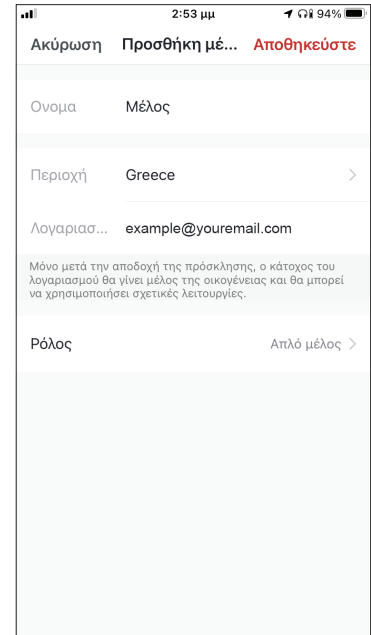 2:53 μμ 94%
Ακύρωση Προσθήκη μέ... Αποθηκεύστε
Ονομα Μέλος
Περιοχή Greece
Λογαριασ... example@youremail.com
Μόνο μετά την αποδοχή της πρόσκλησης, ο κάτοχος του
λογαριασμού θα γίνει μέλος της οικογένειας και θα μπορεί
να χρησιμοποιήσει σχετικές λειτουργίες.
Ρόλος Απλό μέλος